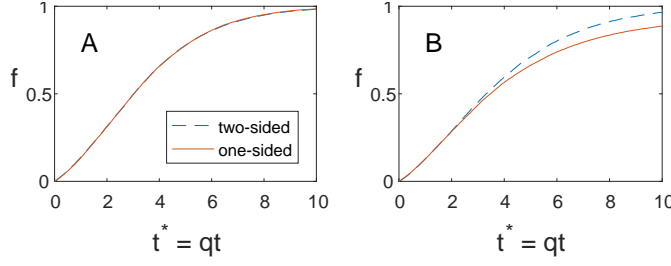 A
f
1
0.5
0
two-sided
one-sided
0 2 4 6 8 10
t* = qt
B
f
1
0.5
0
0 2 4 6 8 10
t* = qt